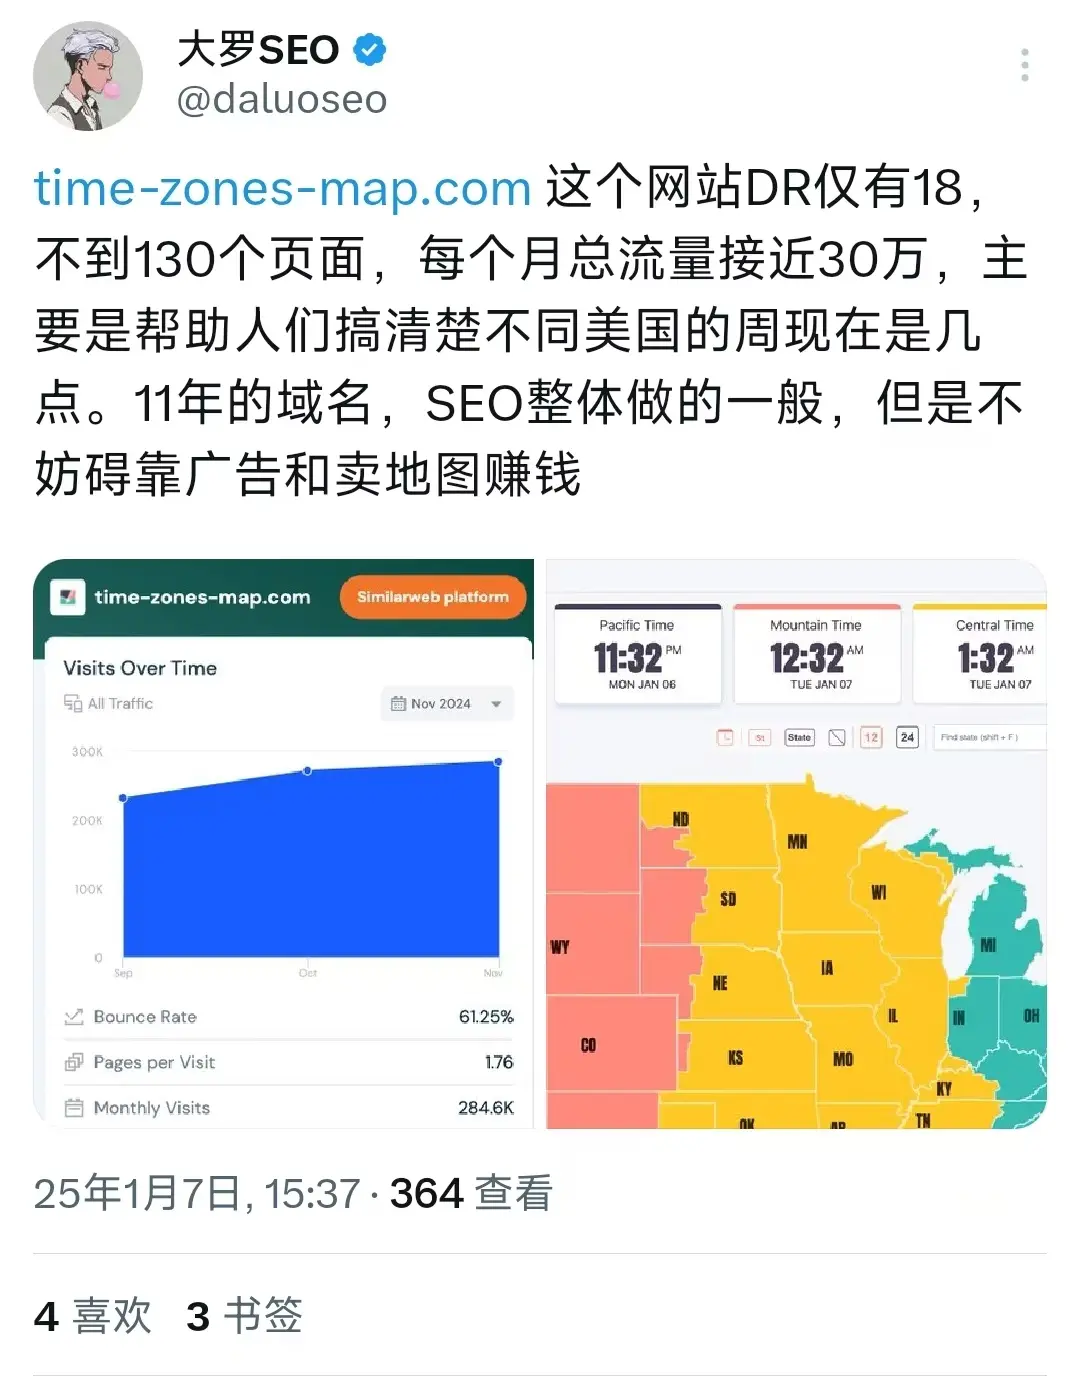 大罗SEO
@daluoseo
time-zones-map.com 这个网站DR仅有18,
不到130个页面，每个月总流量接近30万，主
要是帮助人们搞清楚不同美国的周现在是几
点。11年的域名，SEO整体做的一般，但是不
妨碍靠广告和卖地图赚钱
time-zones-map.com
Similarweb platform
Visits Over Time
All Traffic
Nov 2024
300K
200K
100K
0
Sep
Oct
Nov
Bounce Rate 61.25%
Pages per Visit 1.76
Monthly Visits 284.6K
Pacific Time
11:32 PM
MON JAN 06
Mountain Time
12:32 AM
TUE JAN 07
Central Time
1:32 AM
TUE JAN 07
State
12
24
Find state (shift + F)
ND
MN
SD
WI
WY
MI
IA
NE
IL
IN
OH
CO
KS
MO
KY
TN
OK
AR
25年1月7日, 15:37 · 364 查看
4 喜欢 3 书签